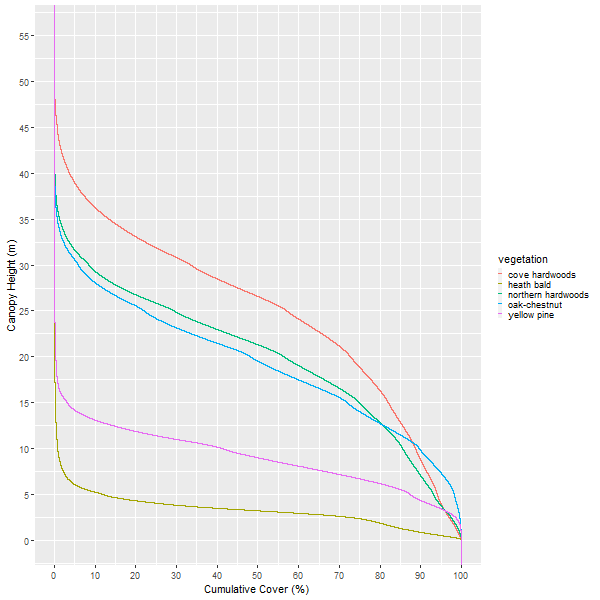 55
50
45
40
35
30
25
20
15
10
5
0
Canopy Height (m)
0 10 20 30 40 50 60 70 80 90 100
Cumulative Cover (%)
vegetation
cove hardwoods
heath bald
northern hardwoods
oak-chestnut
yellow pine